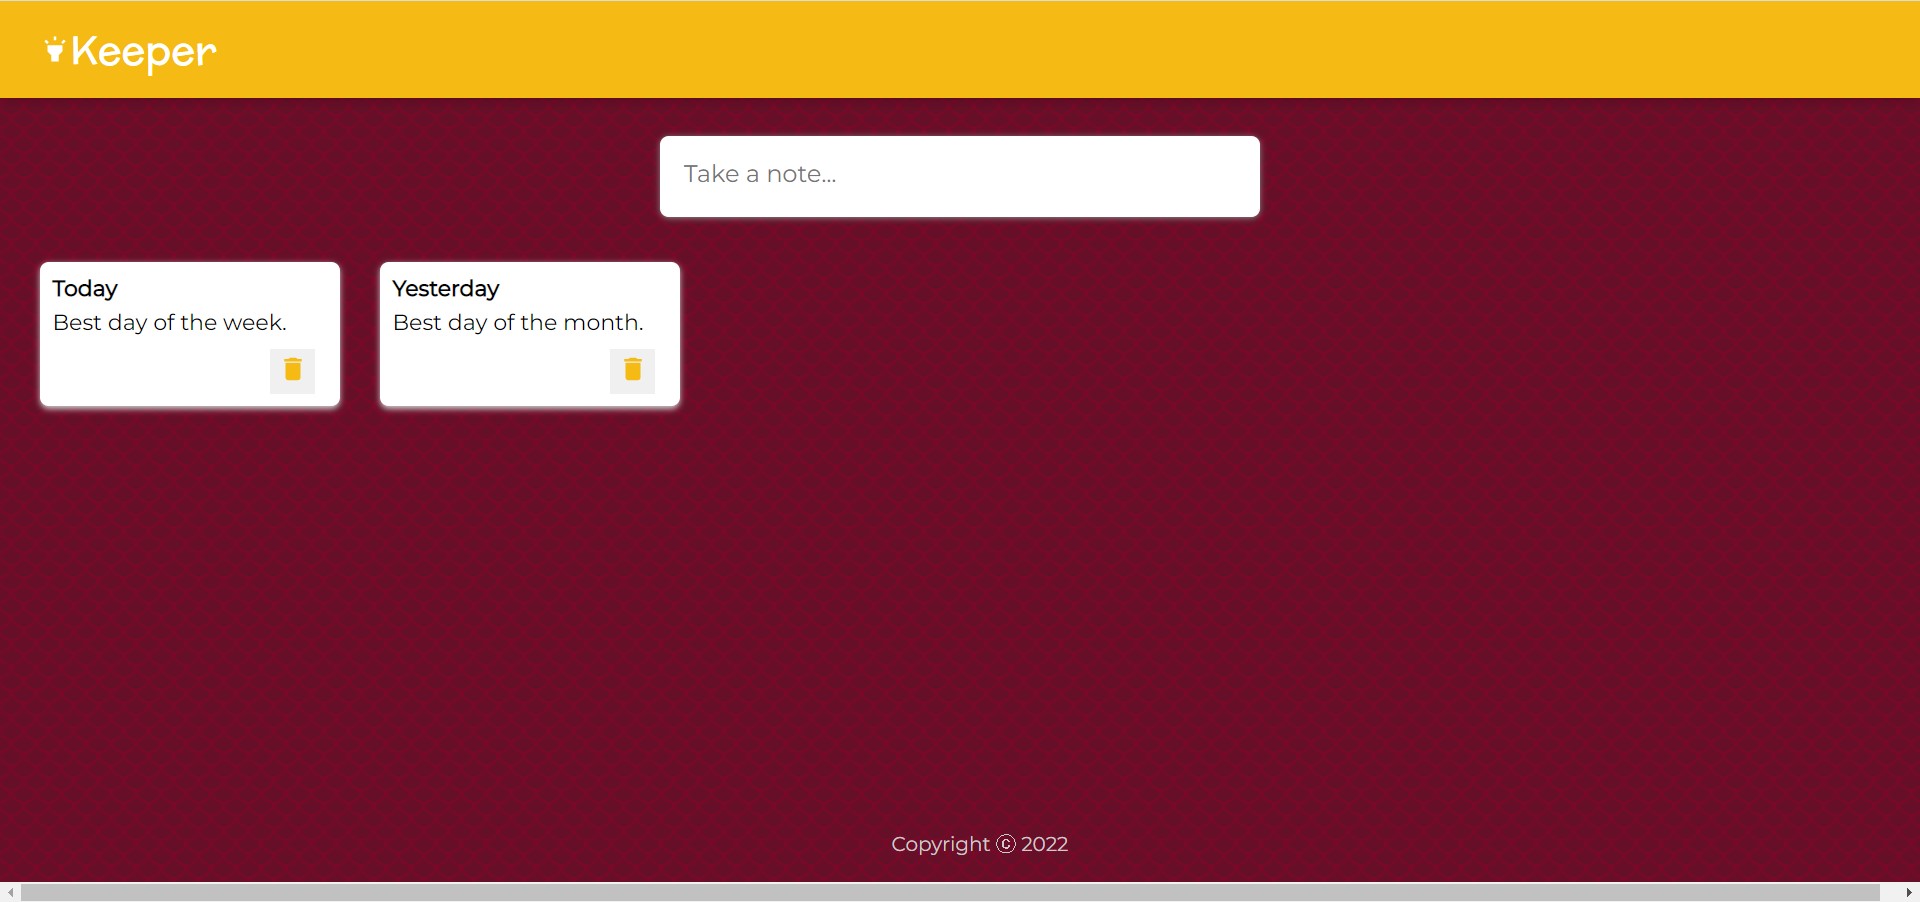 Keeper
Take a note...
Today
Best day of the week.
Yesterday
Best day of the month.
Copyright ⓒ 2022